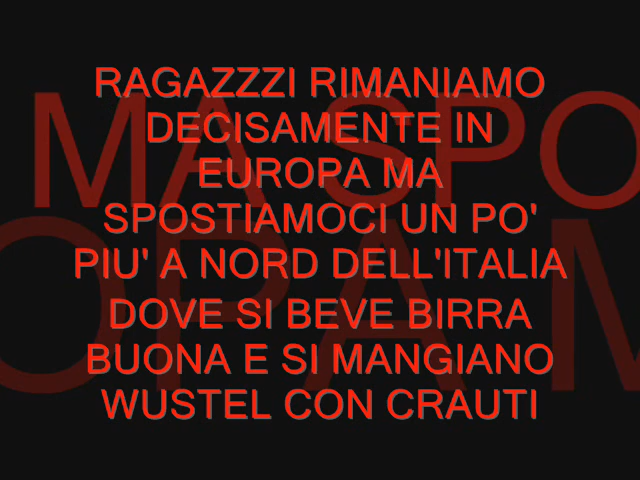 RAGAZZZI RIMANIAMO
DECISAMENTE IN
EUROPA MA
SPOSTIAMOCI UN PO'
PIU' A NORD DELL'ITALIA
DOVE SI BEVE BIRRA
BUONA E SI MANGIANO
WUSTEL CON CRAUTI